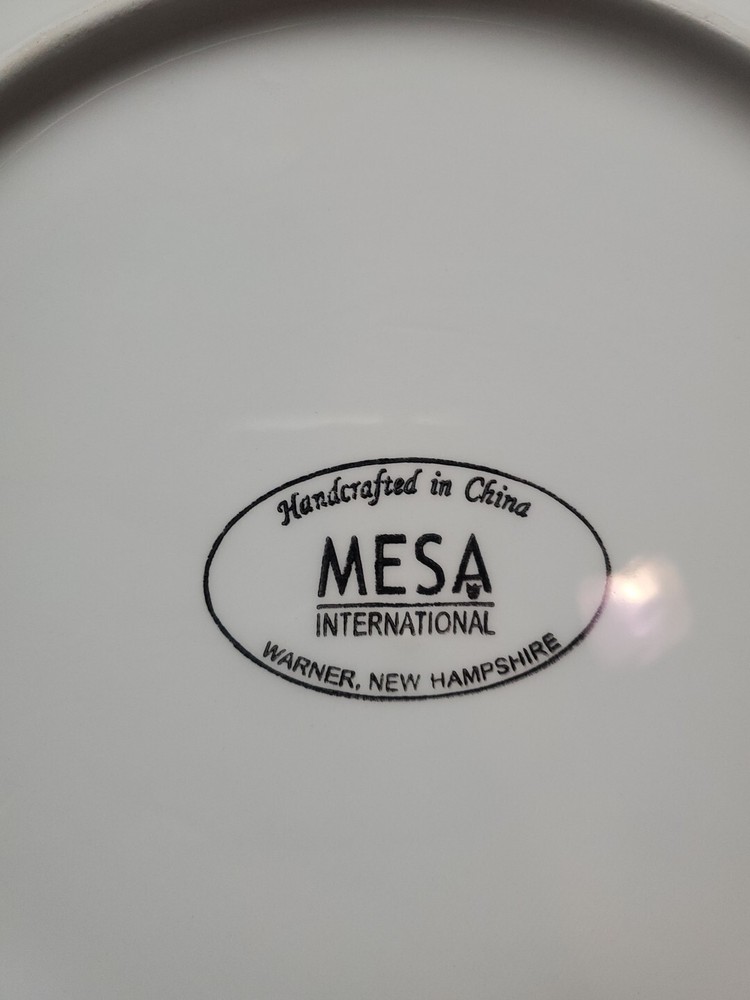 Handcrafted in China
MESA
INTERNATIONAL
WARNER, NEW HAMPSHIRE